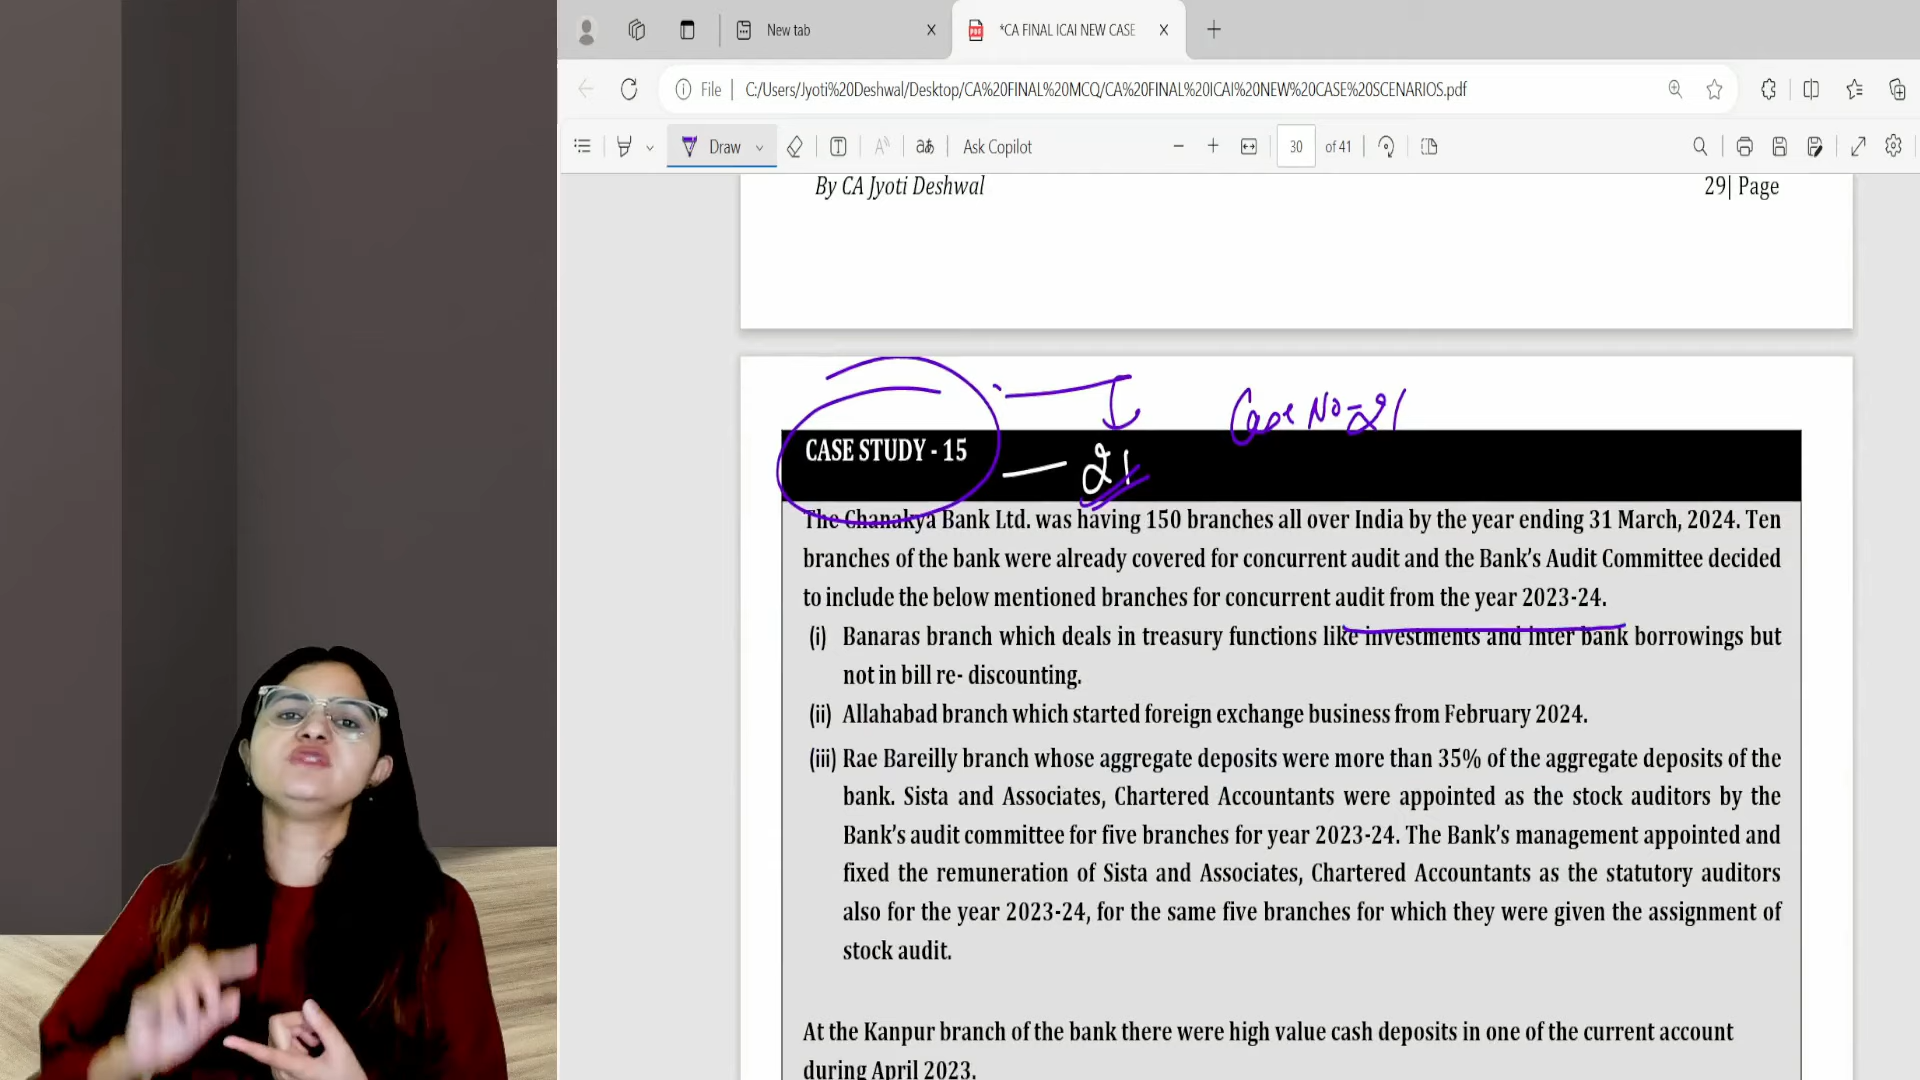 New tab
*CA FINAL ICAI NEW CASE
File | C:/Users/Jyoti%20Deshwal/Desktop/CA%20FINAL%20MCQ/CA%20FINAL%20ICAI%20NEW%20CASE%20SCENARIOS.pdf
Draw
Ask Copilot
30 of 41
By CA Jyoti Deshwal 29| Page
Case No-21
CASE STUDY - 15
21
The Chanakya Bank Ltd. was having 150 branches all over India by the year ending 31 March, 2024. Ten
branches of the bank were already covered for concurrent audit and the Bank's Audit Committee decided
to include the below mentioned branches for concurrent audit from the year 2023-24.
(i) Banaras branch which deals in treasury functions like investments and inter bank borrowings but
not in bill re- discounting.
(ii) Allahabad branch which started foreign exchange business from February 2024.
(iii) Rae Bareilly branch whose aggregate deposits were more than 35% of the aggregate deposits of the
bank. Sista and Associates, Chartered Accountants were appointed as the stock auditors by the
Bank's audit committee for five branches for year 2023-24. The Bank's management appointed and
fixed the remuneration of Sista and Associates, Chartered Accountants as the statutory auditors
also for the year 2023-24, for the same five branches for which they were given the assignment of
stock audit.
At the Kanpur branch of the bank there were high value cash deposits in one of the current account
during April 2023.